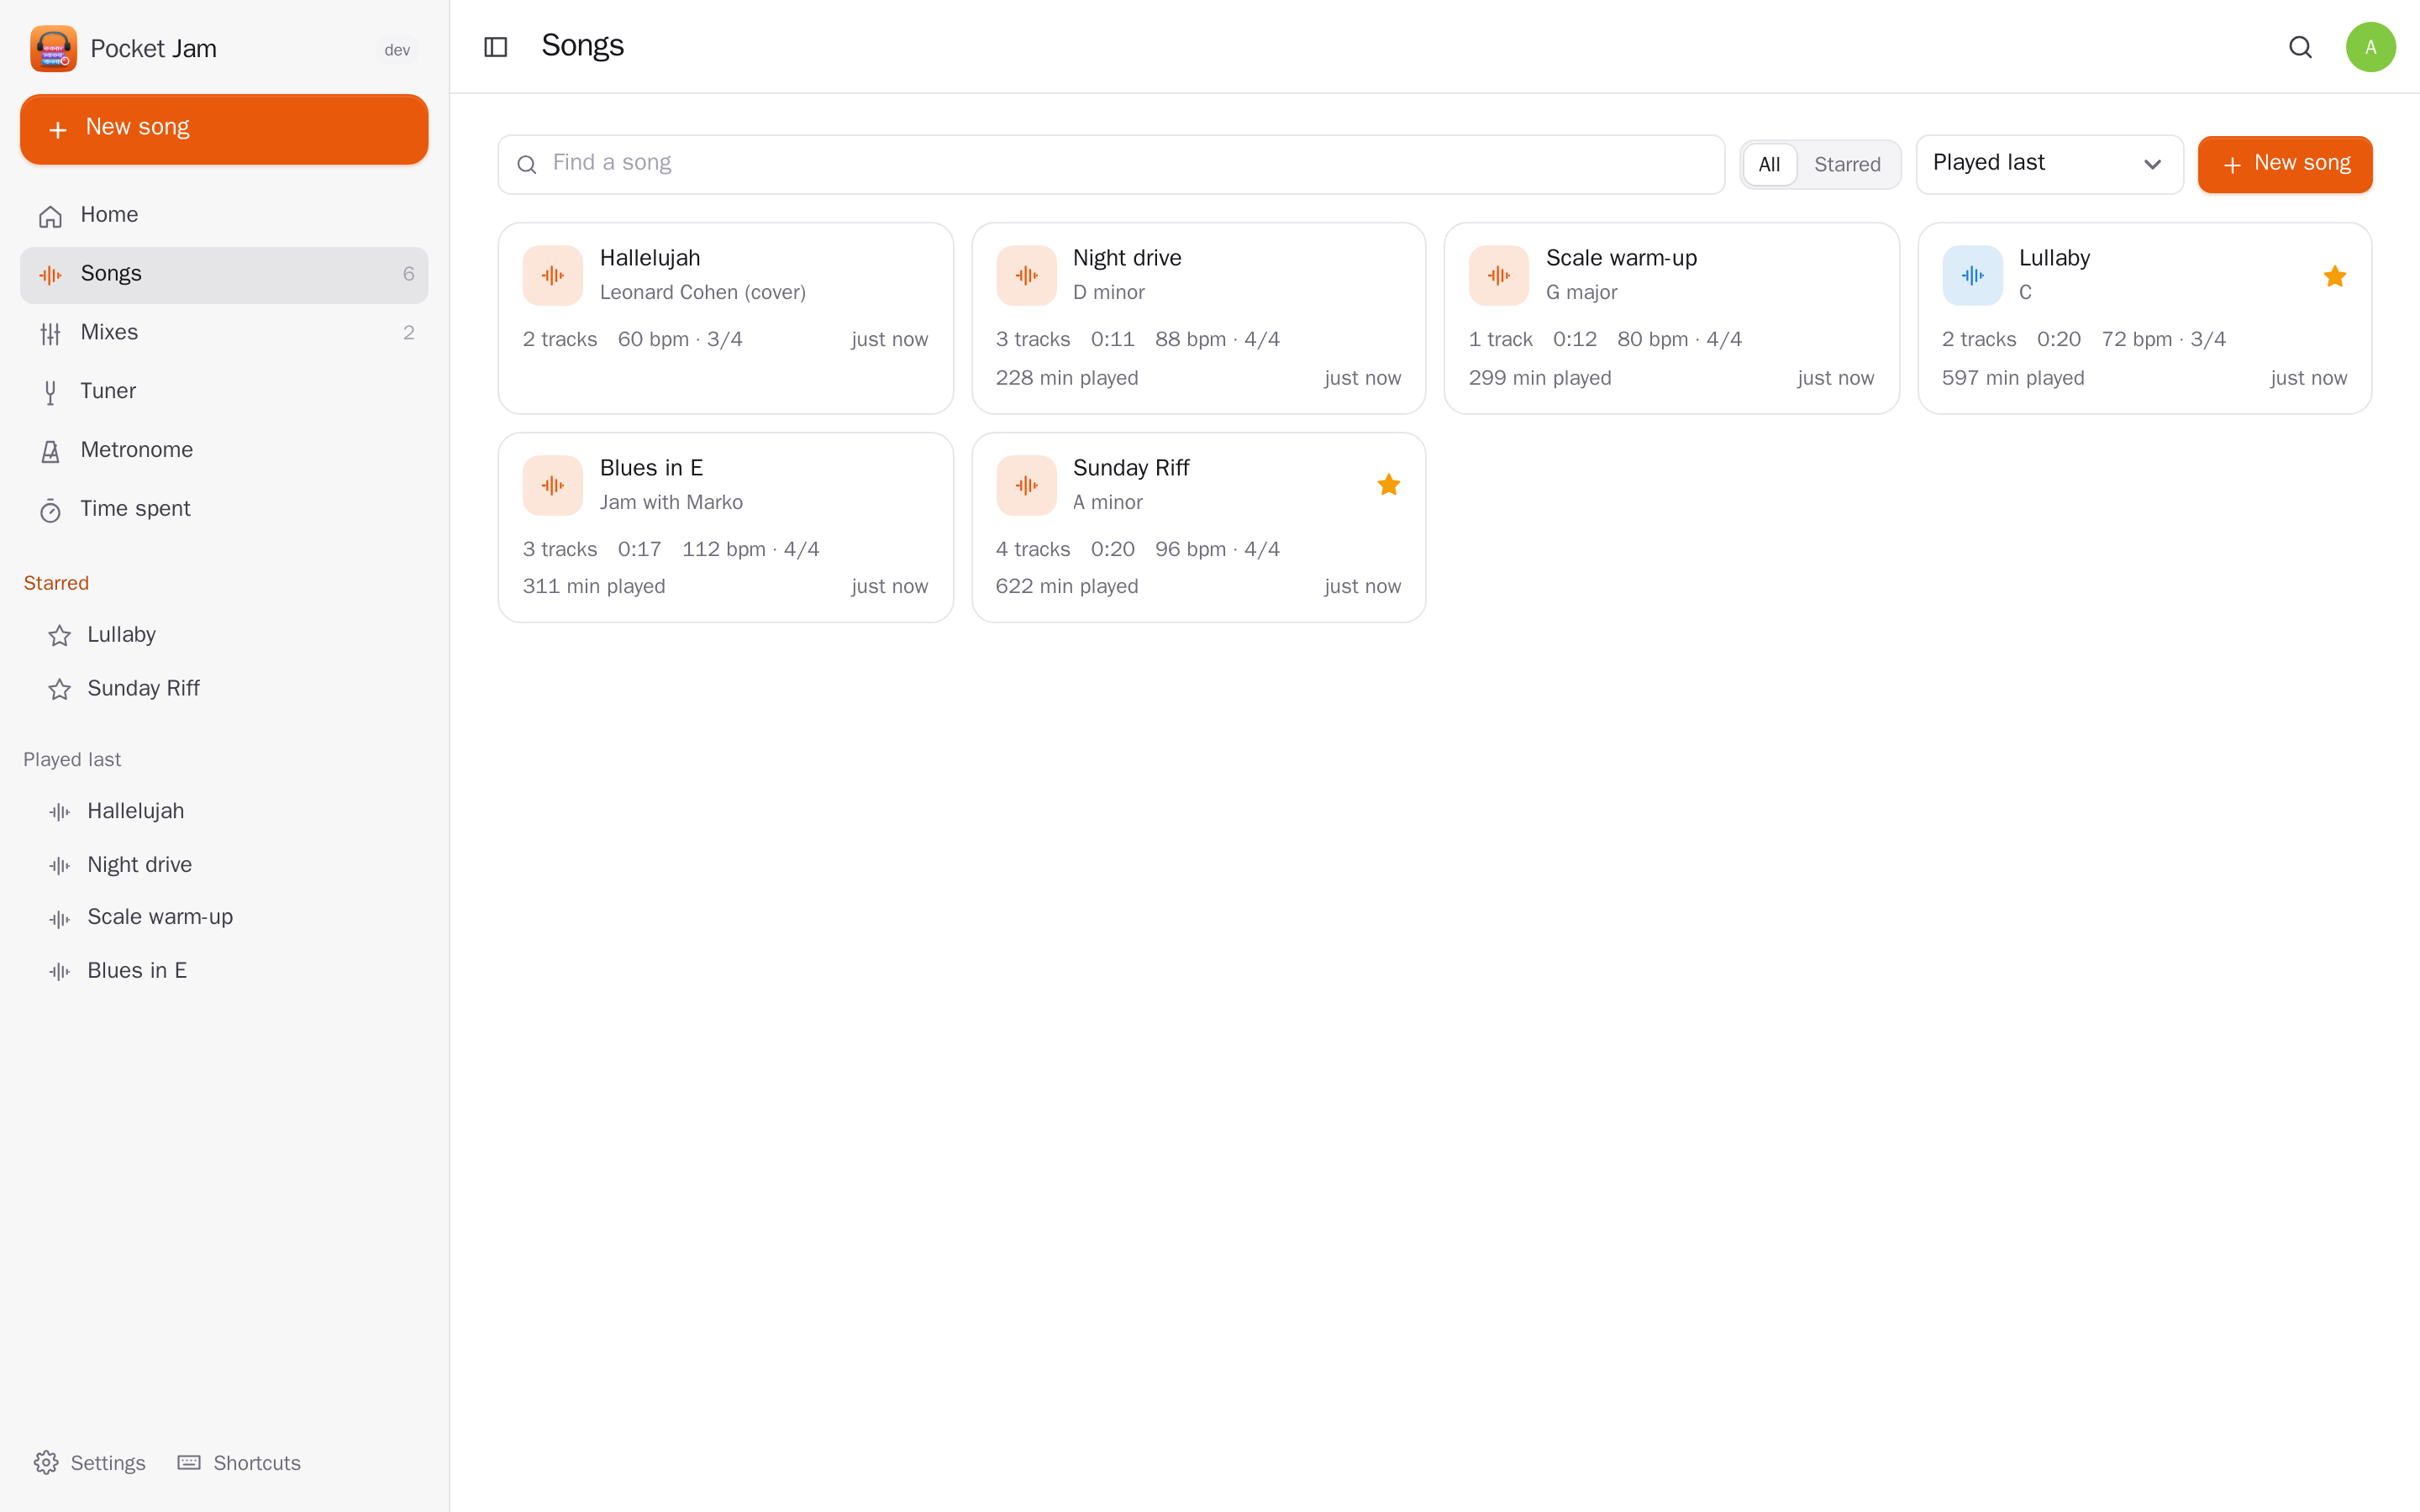 Pocket Jam
dev
New song
Home
Songs 6
Mixes 2
Tuner
Metronome
Time spent
Starred
Lullaby
Sunday Riff
Played last
Hallelujah
Night drive
Scale warm-up
Blues in E
Settings
Shortcuts
Songs
A
Find a song
All
Starred
Played last
New song
Hallelujah
Leonard Cohen (cover)
2 tracks 60 bpm · 3/4 just now
Night drive
D minor
3 tracks 0:11 88 bpm · 4/4
228 min played just now
Scale warm-up
G major
1 track 0:12 80 bpm · 4/4
299 min played just now
Lullaby
C
2 tracks 0:20 72 bpm · 3/4
597 min played just now
Blues in E
Jam with Marko
3 tracks 0:17 112 bpm · 4/4
311 min played just now
Sunday Riff
A minor
4 tracks 0:20 96 bpm · 4/4
622 min played just now